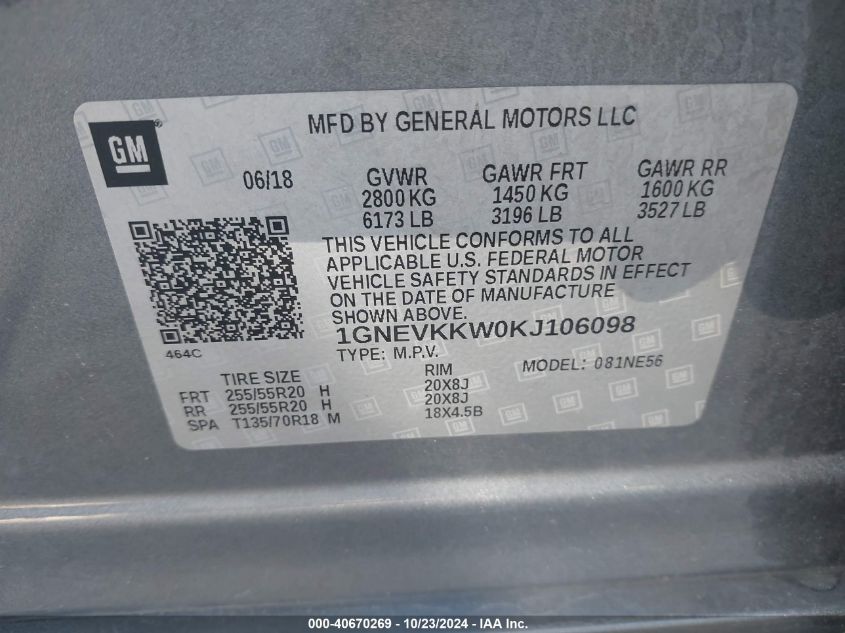 GM®
MFD BY GENERAL MOTORS LLC
06/18
GVWR
2800 KG
6173 LB
GAWR FRT
1450 KG
3196 LB
GAWR RR
1600 KG
3527 LB
THIS VEHICLE CONFORMS TO ALL
APPLICABLE U.S. FEDERAL MOTOR
VEHICLE SAFETY STANDARDS IN EFFECT
ON THE DATE OF MANUFACTURE
SHOWN ABOVE.
1GNEVKKW0KJ106098
464C
TYPE: M.P.V.
MODEL: 081NE56
TIRE SIZE RIM
FRT 255/55R20 H 20X8J
RR 255/55R20 H 20X8J
SPA T135/70R18 M 18X4.5B
000-40670269 - 10/23/2024 - IAA Inc.